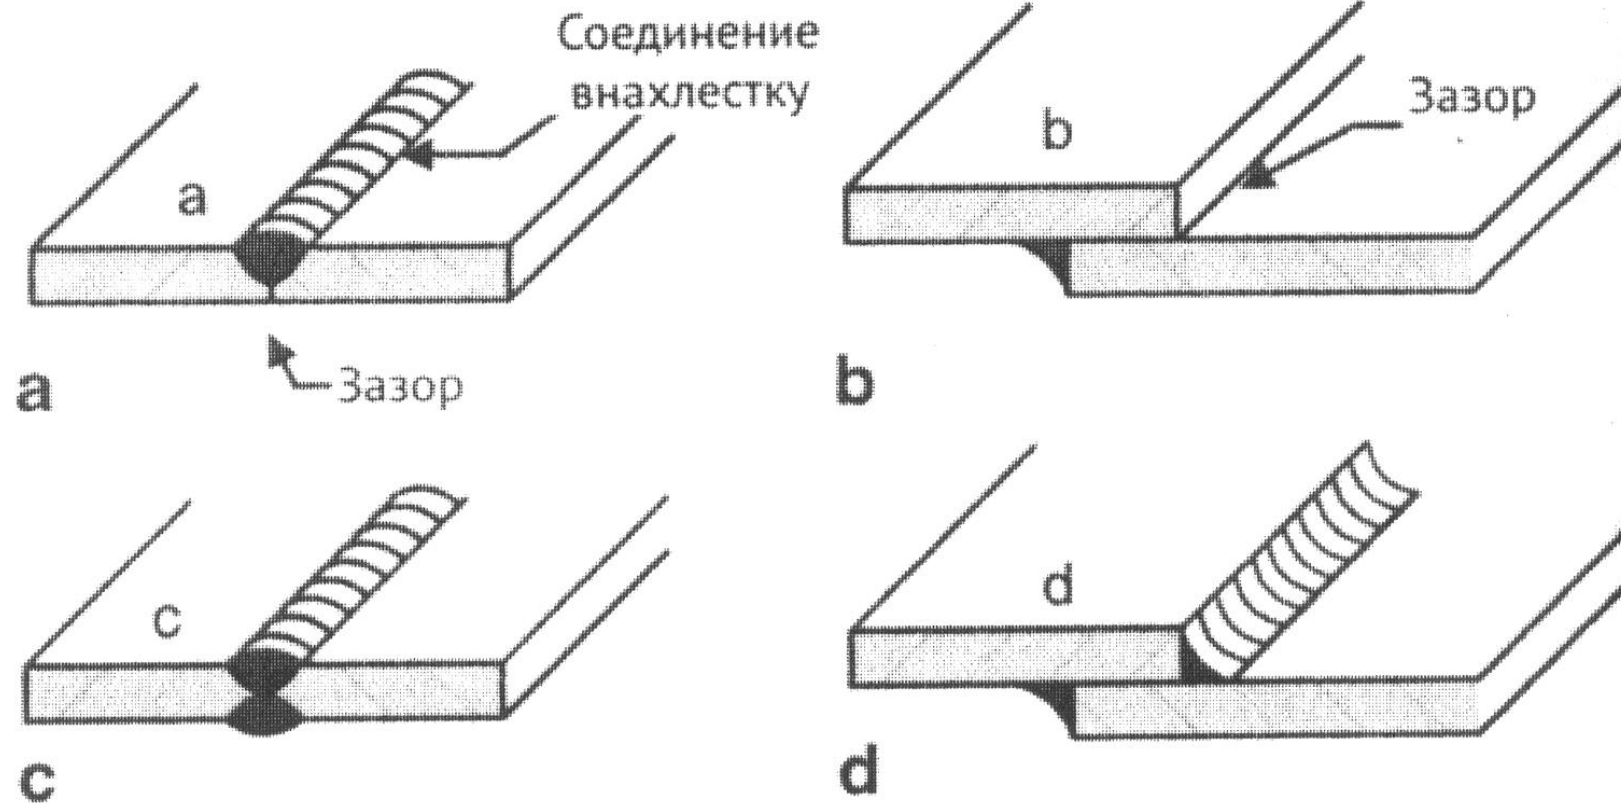 Соединение
внахлестку
a
Зазор
a
b
Зазор
b
c
c
d
d